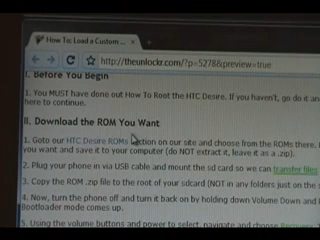 How To: Load a Custom ...
http://theunlockr.com/?p=5278&preview=true
I. Before You Begin
1. You MUST have done out How To Root the HTC Desire. If you haven't, go do it an
here to continue.
II. Download the ROM You Want
1. Goto our HTC Desire ROMs section on our site and choose from the ROMs there.
you want and save it to your computer (do NOT extract it, leave it as a .zip).
2. Plug your phone in via USB cable and mount the sd card so we can transfer files
3. Copy the ROM .zip file to the root of your sdcard (NOT in any folders just on the s
4. Now, turn the phone off and turn it back on by holding down Volume Down and
Bootloader mode comes up.
5. Using the volume buttons and power to select, navigate and choose Recovery